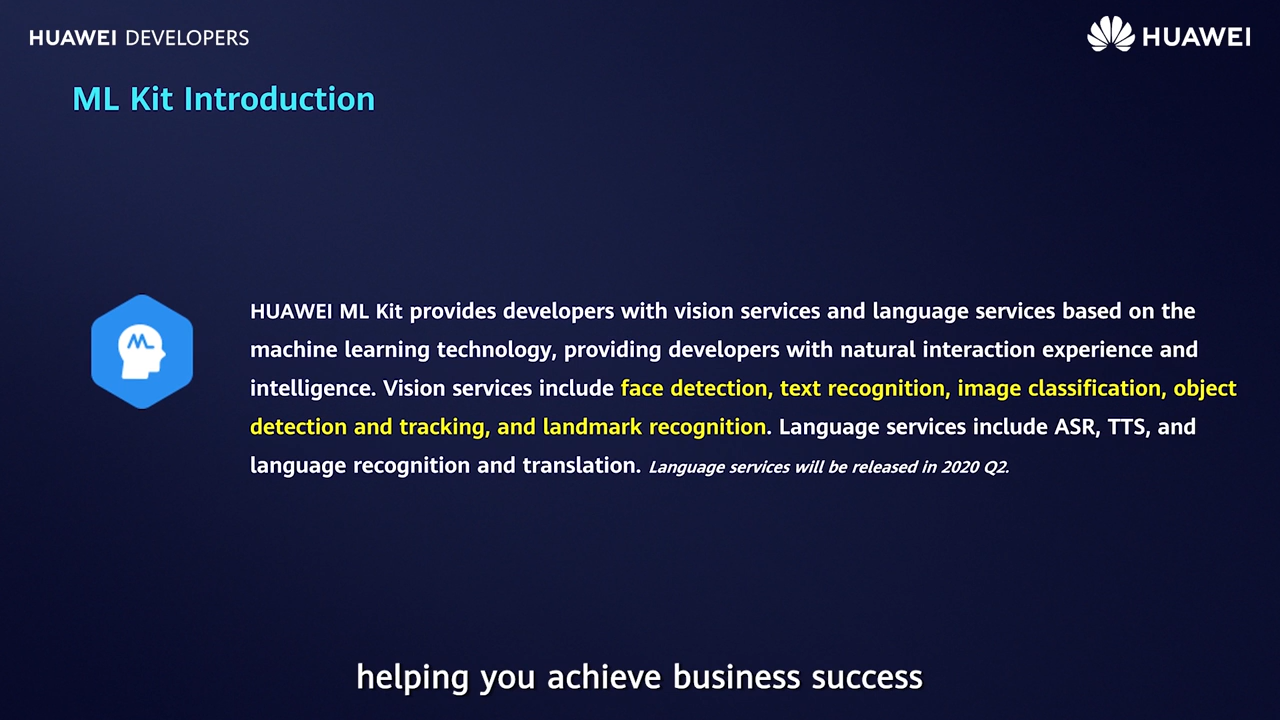 HUAWEI DEVELOPERS
HUAWEI
ML Kit Introduction
ML
HUAWEI ML Kit provides developers with vision services and language services based on the
machine learning technology, providing developers with natural interaction experience and
intelligence. Vision services include face detection, text recognition, image classification, object
detection and tracking, and landmark recognition. Language services include ASR, TTS, and
language recognition and translation. Language services will be released in 2020 Q2.
helping you achieve business success